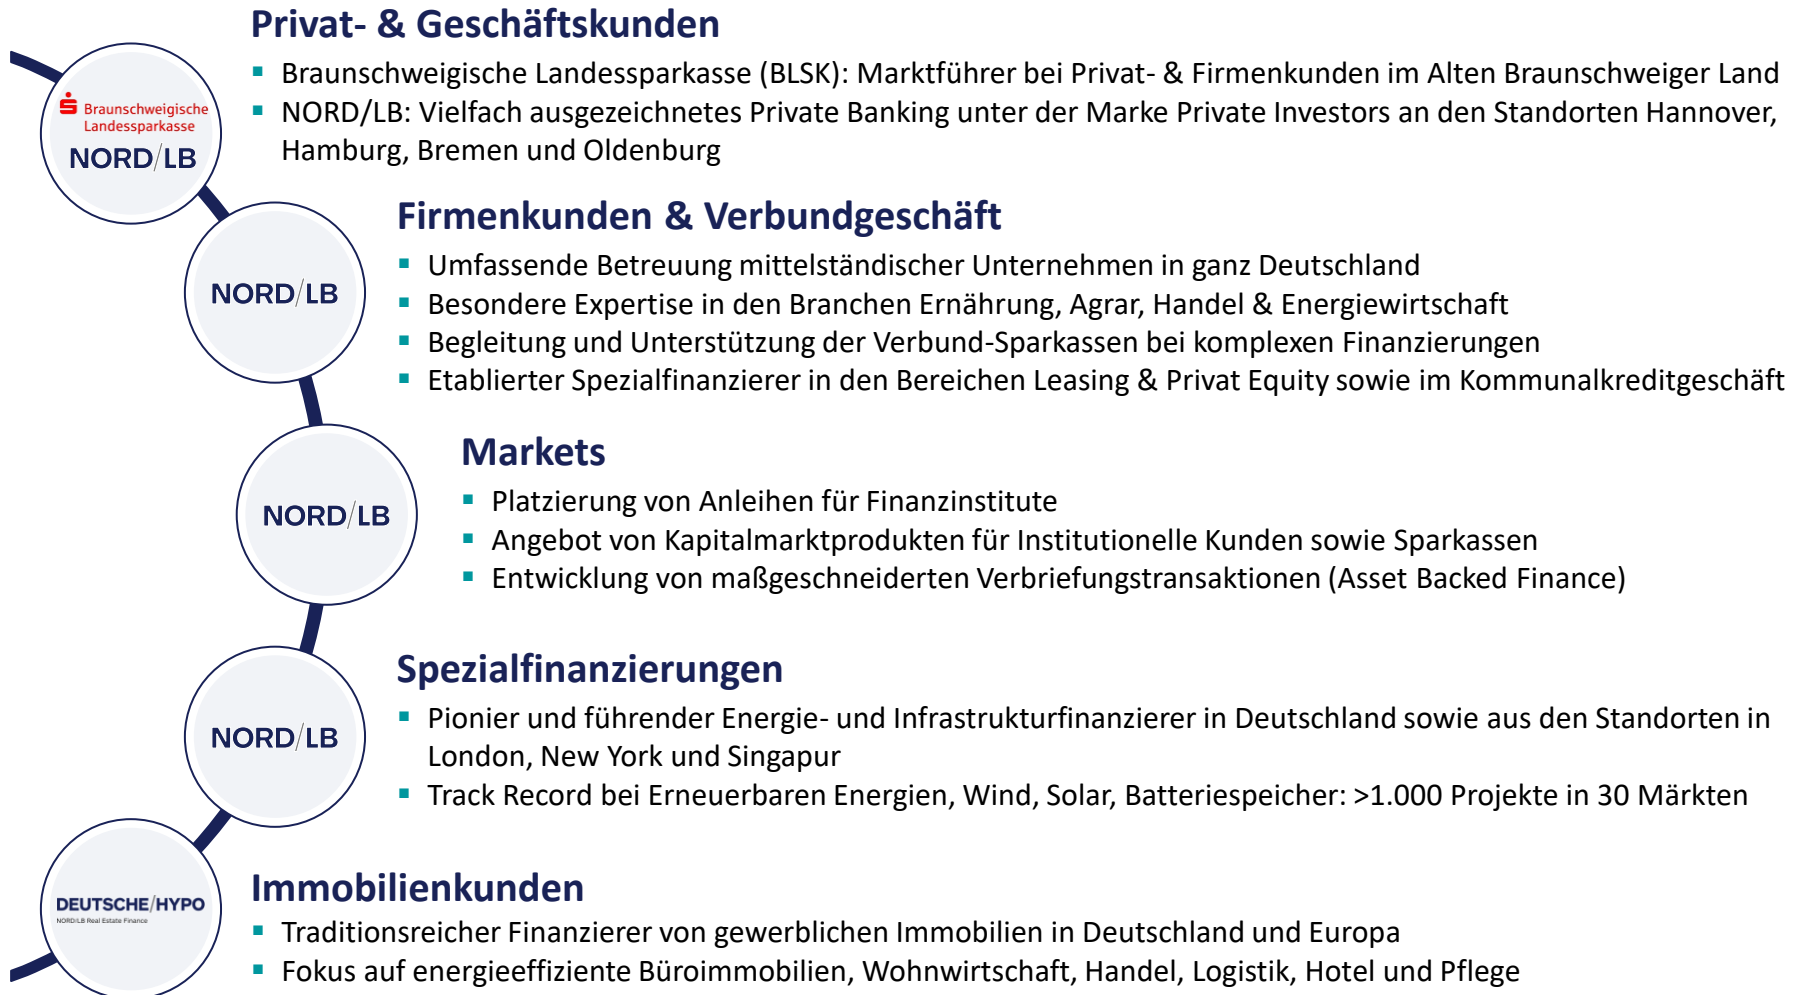 Privat- & Geschäftskunden
Braunschweigische
Landessparkasse
NORD/LB
▪ Braunschweigische Landessparkasse (BLSK): Marktführer bei Privat- & Firmenkunden im Alten Braunschweiger Land
▪ NORD/LB: Vielfach ausgezeichnetes Private Banking unter der Marke Private Investors an den Standorten Hannover,
Hamburg, Bremen und Oldenburg
Firmenkunden & Verbundgeschäft
NORD/LB
▪ Umfassende Betreuung mittelständischer Unternehmen in ganz Deutschland
▪ Besondere Expertise in den Branchen Ernährung, Agrar, Handel & Energiewirtschaft
▪ Begleitung und Unterstützung der Verbund-Sparkassen bei komplexen Finanzierungen
▪ Etablierter Spezialfinanzierer in den Bereichen Leasing & Privat Equity sowie im Kommunalkreditgeschäft
Markets
NORD/LB
▪ Platzierung von Anleihen für Finanzinstitute
▪ Angebot von Kapitalmarktprodukten für Institutionelle Kunden sowie Sparkassen
▪ Entwicklung von maßgeschneiderten Verbriefungstransaktionen (Asset Backed Finance)
Spezialfinanzierungen
NORD/LB
▪ Pionier und führender Energie- und Infrastrukturfinanzierer in Deutschland sowie aus den Standorten in
London, New York und Singapur
▪ Track Record bei Erneuerbaren Energien, Wind, Solar, Batteriespeicher: >1.000 Projekte in 30 Märkten
Immobilienkunden
DEUTSCHE/HYPO
NORD/LB Real Estate Finance
▪ Traditionsreicher Finanzierer von gewerblichen Immobilien in Deutschland und Europa
▪ Fokus auf energieeffiziente Büroimmobilien, Wohnwirtschaft, Handel, Logistik, Hotel und Pflege